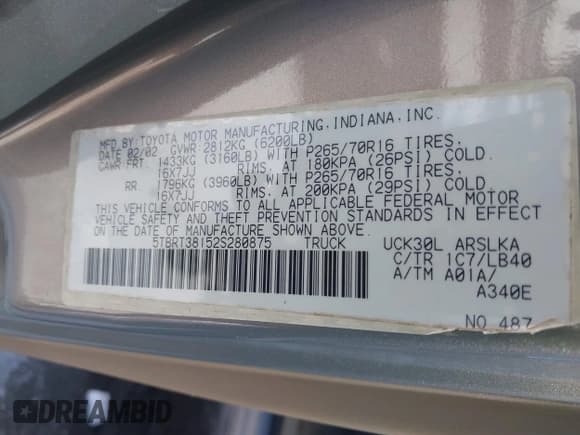 MFD.BY:TOYOTA MOTOR MANUFACTURING,INDIANA,INC.
DATE 02/02 GVWR 2812KG (6200LB)
GAWR-FRT. 1433KG (3160LB) WITH P265/70R16 TIRES.
16X7JJ RIMS. AT 180KPA (26PSI) COLD.
RR 1796KG (3960LB) WITH P265/70R16 TIRES.
16X7JJ RIMS. AT 200KPA (29PSI) COLD.
THIS VEHICLE CONFORMS TO ALL APPLICABLE FEDERAL MOTOR
VEHICLE SAFETY AND THEFT PREVENTION STANDARDS IN EFFECT
ON THE DATE OF MANUFACTURE SHOWN ABOVE.
5TBRT38152S280875 TRUCK UCK30L ARSLKA
C/TR 1C7/LB40
A/TM A01A/
A340E
NO 487
DREAMBID